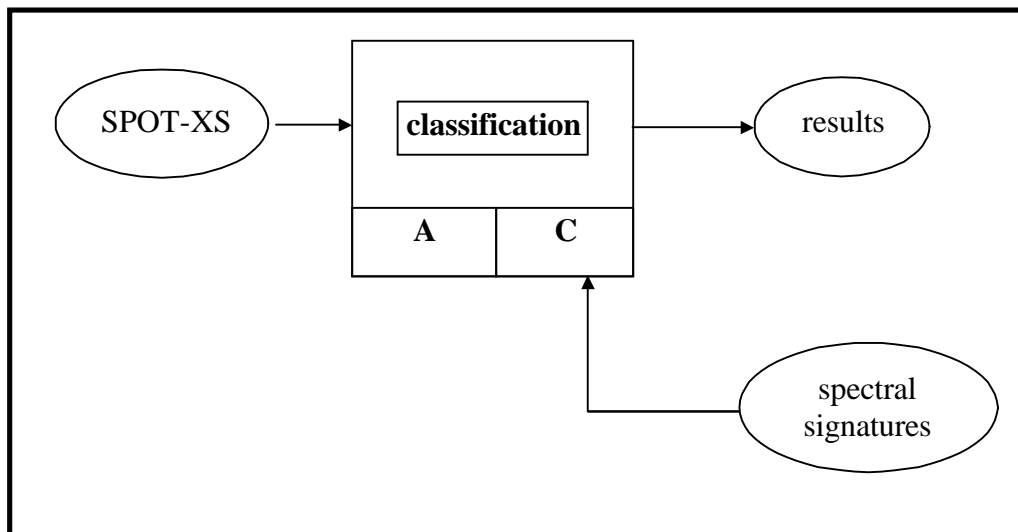 SPOT-XS
classification
results
A
C
spectral
signatures